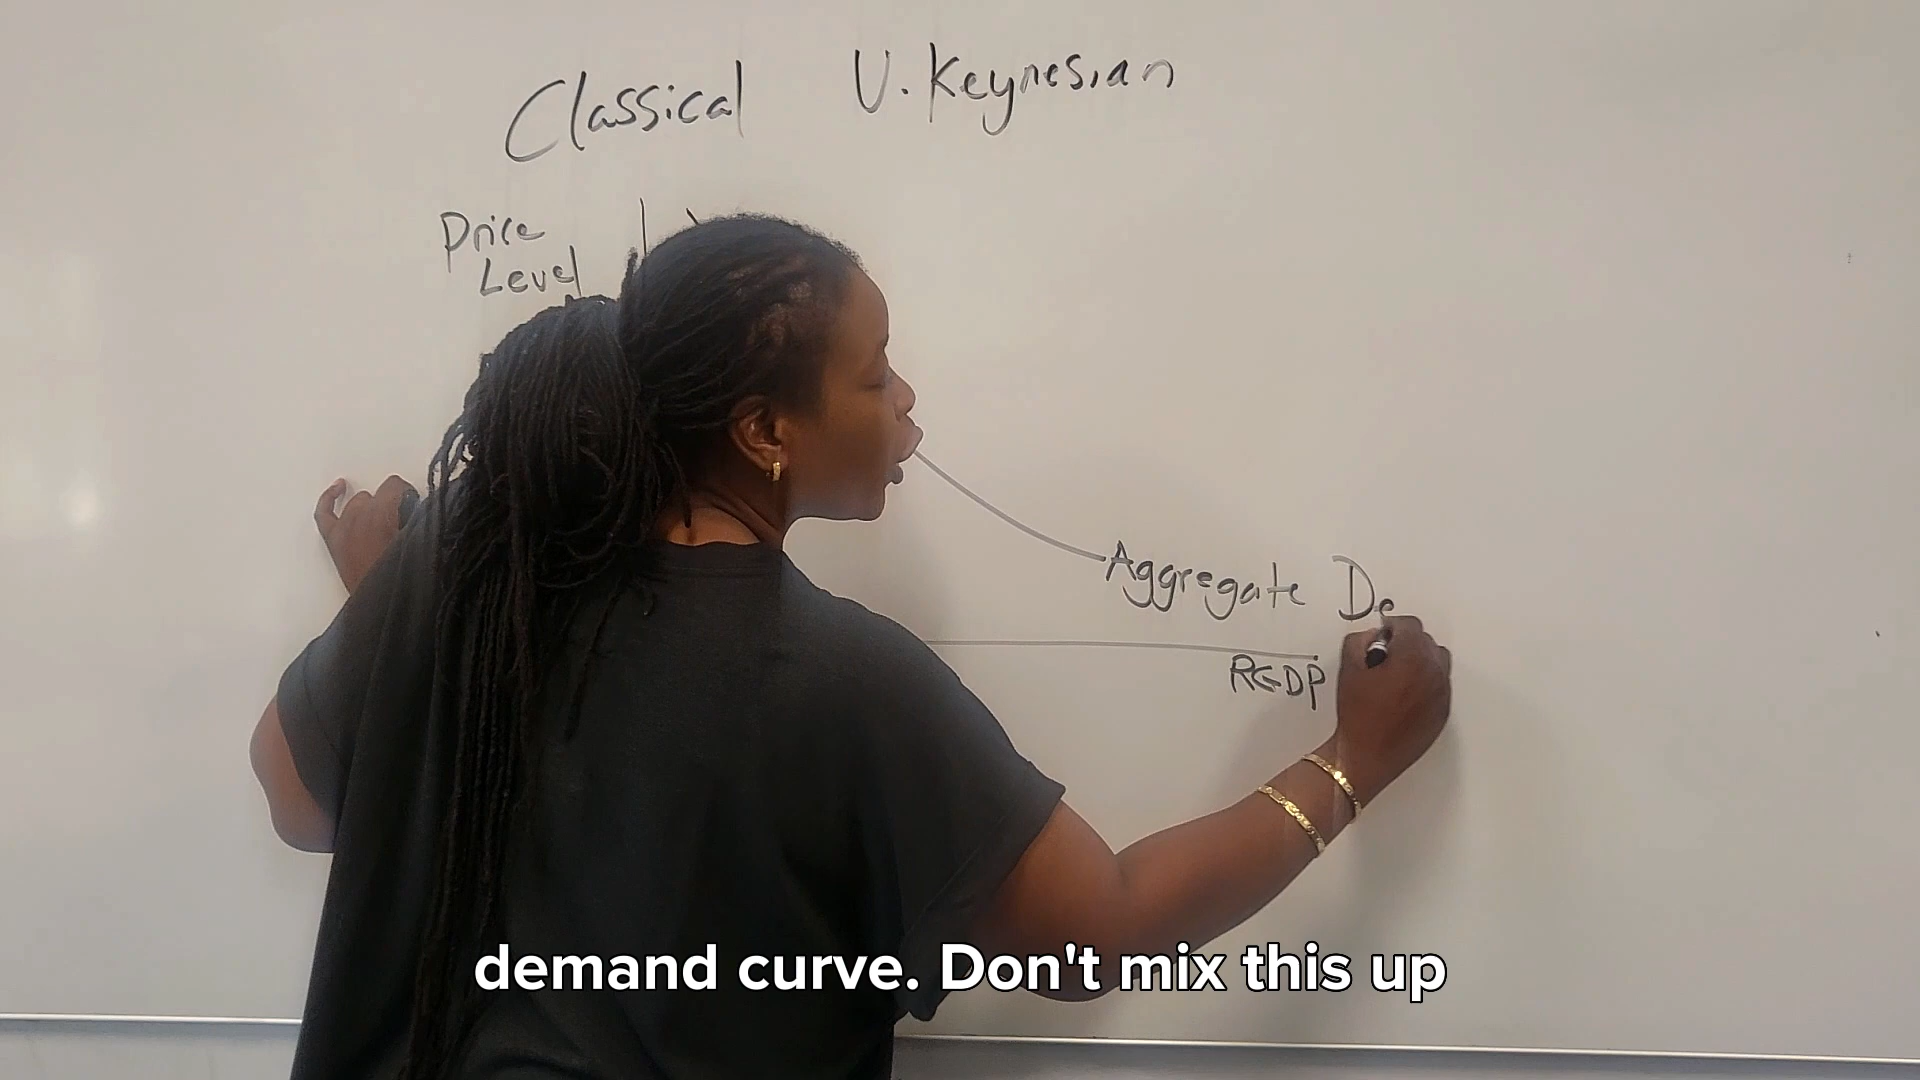 Classical V. Keynesian
Price
Level
Aggregate De
RGDP
demand curve. Don't mix this up